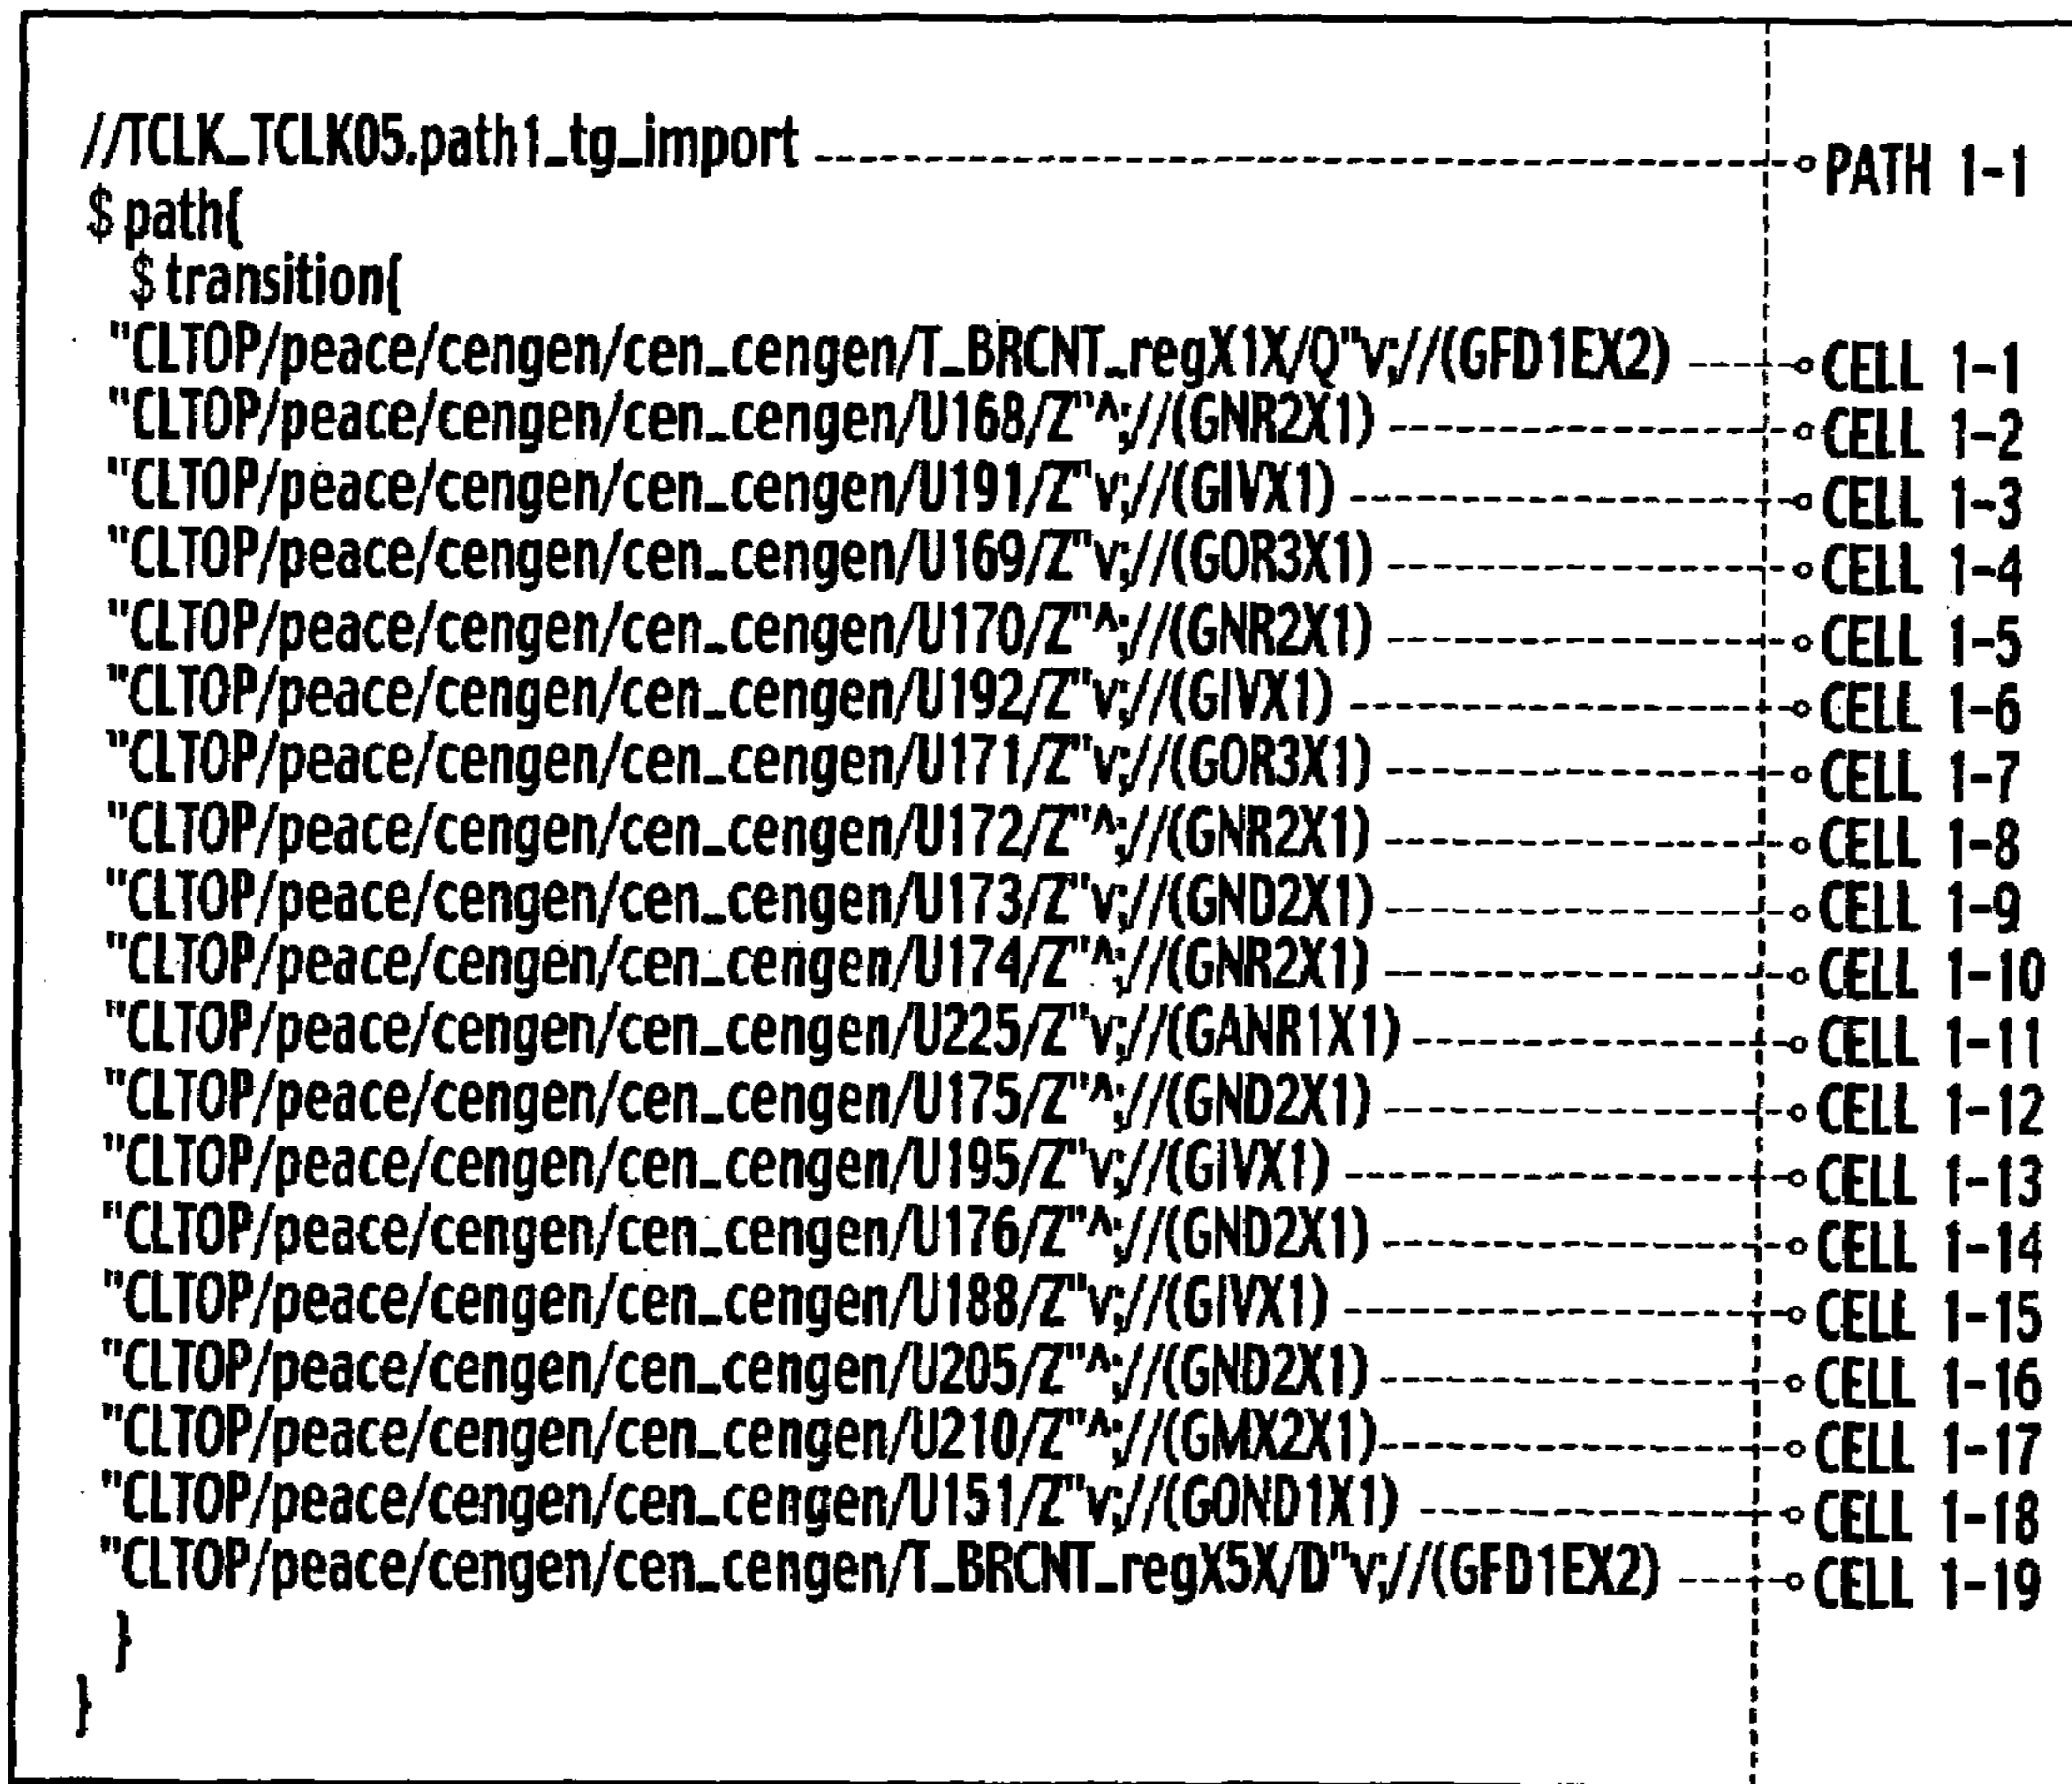 //TCLK_TCLK05.path1_tg_import PATH 1-1
$path{
$transition{
"CLTOP/peace/cengen/cen_cengen/T_BRCNT_regX1X/Q"v;//(GFD1EX2) CELL 1-1
"CLTOP/peace/cengen/cen_cengen/U168/Z"^;//(GNR2X1) CELL 1-2
"CLTOP/peace/cengen/cen_cengen/U191/Z"v;//(GIVX1) CELL 1-3
"CLTOP/peace/cengen/cen_cengen/U169/Z"v;//(GOR3X1) CELL 1-4
"CLTOP/peace/cengen/cen_cengen/U170/Z"^;//(GNR2X1) CELL 1-5
"CLTOP/peace/cengen/cen_cengen/U192/Z"v;//(GIVX1) CELL 1-6
"CLTOP/peace/cengen/cen_cengen/U171/Z"v;//(GOR3X1) CELL 1-7
"CLTOP/peace/cengen/cen_cengen/U172/Z"^;//(GNR2X1) CELL 1-8
"CLTOP/peace/cengen/cen_cengen/U173/Z"v;//(GND2X1) CELL 1-9
"CLTOP/peace/cengen/cen_cengen/U174/Z"^;//(GNR2X1) CELL 1-10
"CLTOP/peace/cengen/cen_cengen/U225/Z"v;//(GANR1X1) CELL 1-11
"CLTOP/peace/cengen/cen_cengen/U175/Z"^;//(GND2X1) CELL 1-12
"CLTOP/peace/cengen/cen_cengen/U195/Z"v;//(GIVX1) CELL 1-13
"CLTOP/peace/cengen/cen_cengen/U176/Z"^;//(GND2X1) CELL 1-14
"CLTOP/peace/cengen/cen_cengen/U188/Z"v;//(GIVX1) CELL 1-15
"CLTOP/peace/cengen/cen_cengen/U205/Z"^;//(GND2X1) CELL 1-16
"CLTOP/peace/cengen/cen_cengen/U210/Z"^;//(GMX2X1) CELL 1-17
"CLTOP/peace/cengen/cen_cengen/U151/Z"v;//(GOND1X1) CELL 1-18
"CLTOP/peace/cengen/cen_cengen/T_BRCNT_regX5X/D"v;//(GFD1EX2) CELL 1-19
}
}